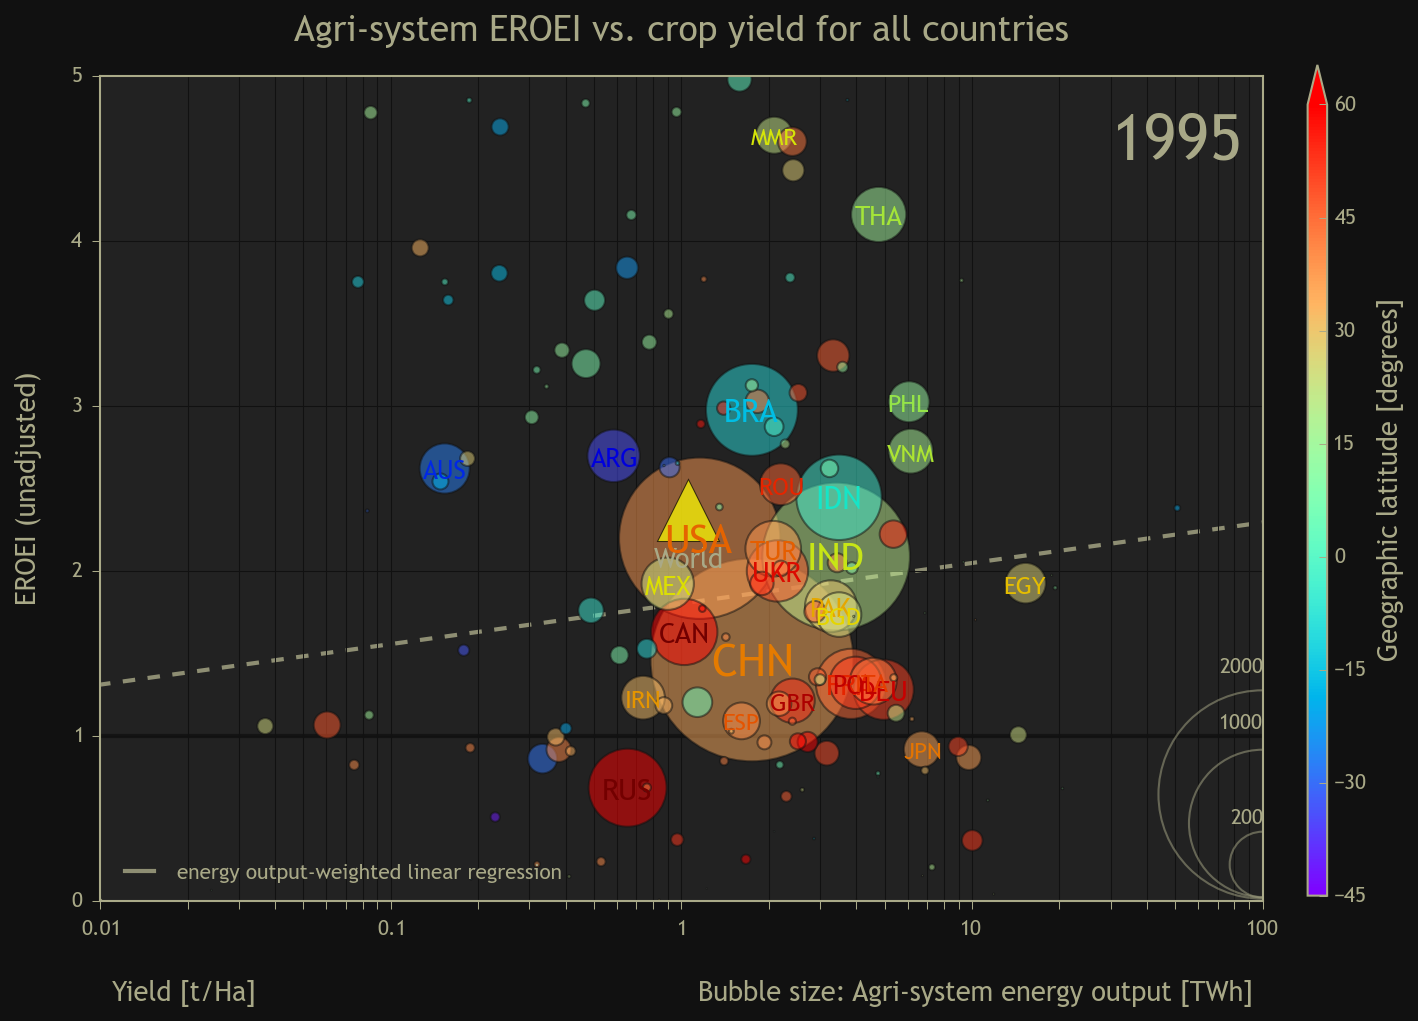 Agri-system EROEI vs. crop yield for all countries
1995
EROEI (unadjusted)
5
4
3
2
1
0
MMR
THA
PHL
BRA
VNM
ARG
AUS
ROU
IDN
USA
TUR
IND
World
UKR
MEX
EGY
PAK
BGD
CAN
CHN
POL
DEU
IRN
GBR
ESP
JPN
RUS
2000
1000
200
energy output-weighted linear regression
0.01
0.1
1
10
100
Yield [t/Ha]
Bubble size: Agri-system energy output [TWh]
60
45
30
15
0
−15
−30
−45
Geographic latitude [degrees]